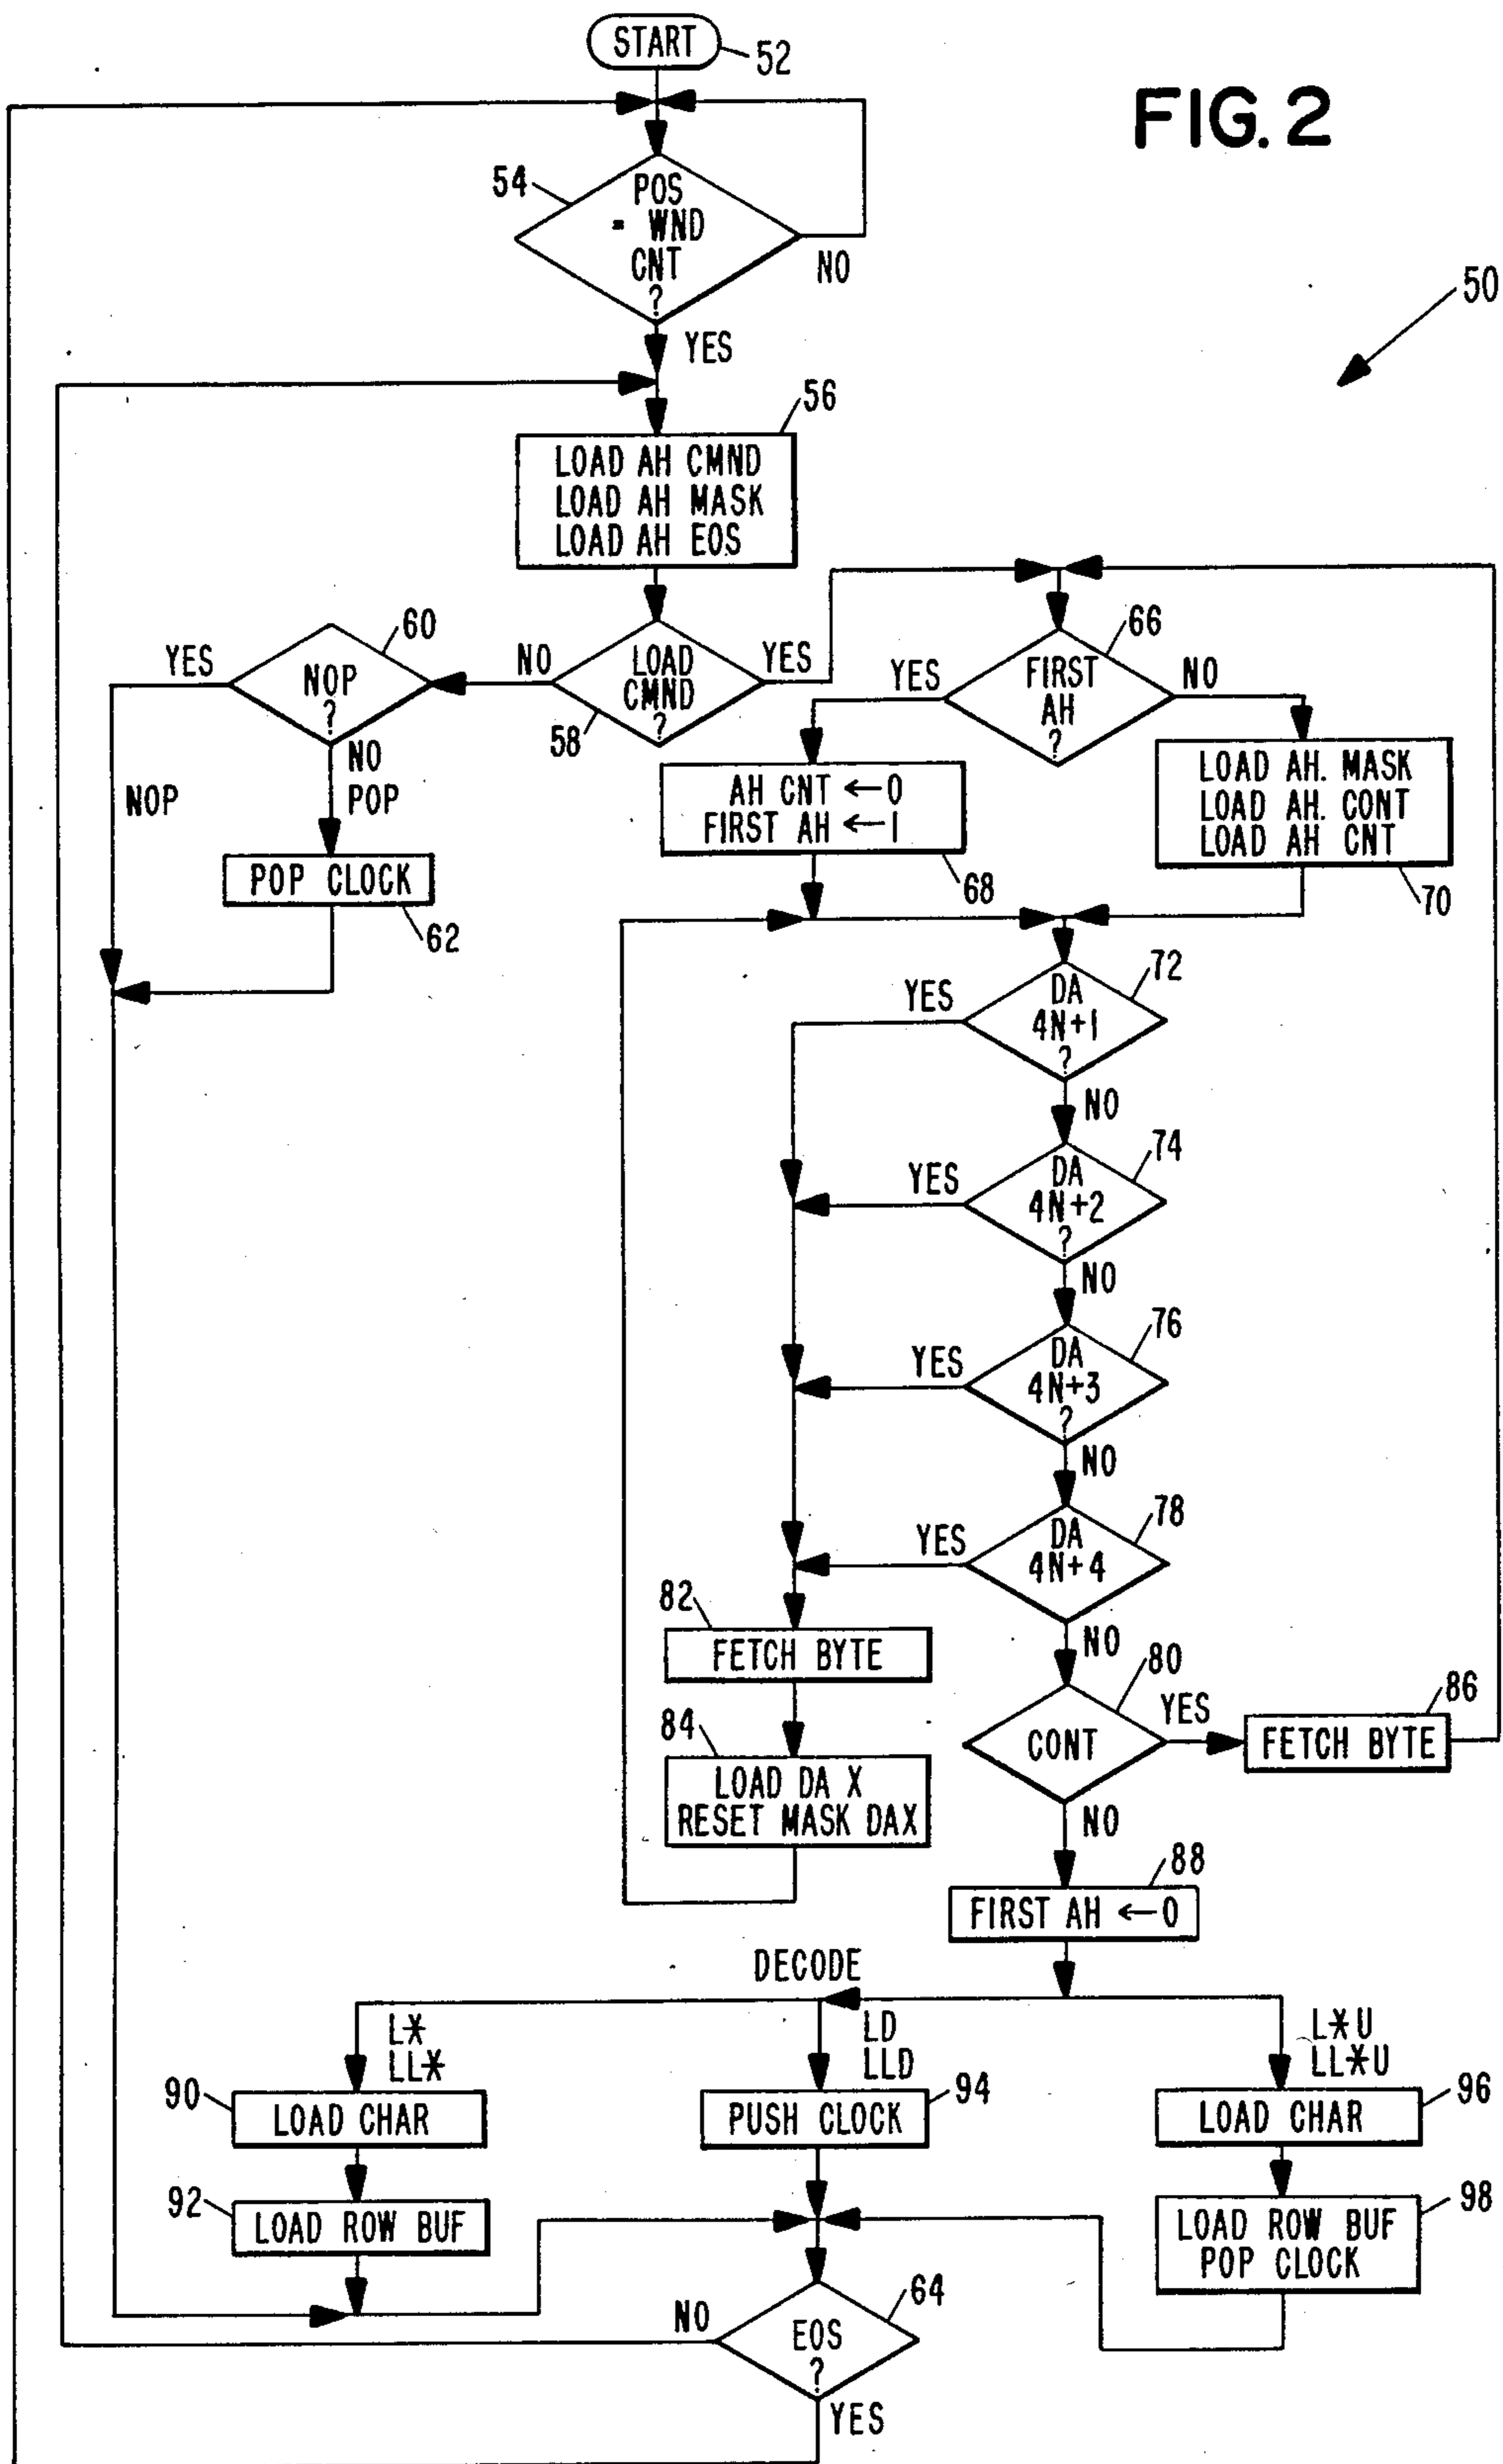 START
52
FIG. 2
54
POS
= WND
CNT
?
NO
50
YES
56
LOAD AH CMND
LOAD AH MASK
LOAD AH EOS
60
YES
NOP
?
NO
LOAD
CMND
?
58
YES
66
YES
FIRST
AH
?
NO
NOP
NO
POP
AH CNT ←0
FIRST AH ←1
68
LOAD AH. MASK
LOAD AH. CONT
LOAD AH CNT
70
POP CLOCK
62
72
YES
DA
4N+1
?
NO
74
YES
DA
4N+2
?
NO
76
YES
DA
4N+3
?
NO
78
YES
DA
4N+4
NO
82
FETCH BYTE
80
CONT
YES
86
FETCH BYTE
84
LOAD DA X
RESET MASK DAX
NO
88
FIRST AH ←0
DECODE
L*
LL*
LD
LLD
L*U
LL*U
90
LOAD CHAR
94
PUSH CLOCK
96
LOAD CHAR
92
LOAD ROW BUF
98
LOAD ROW BUF
POP CLOCK
NO
64
EOS
?
YES